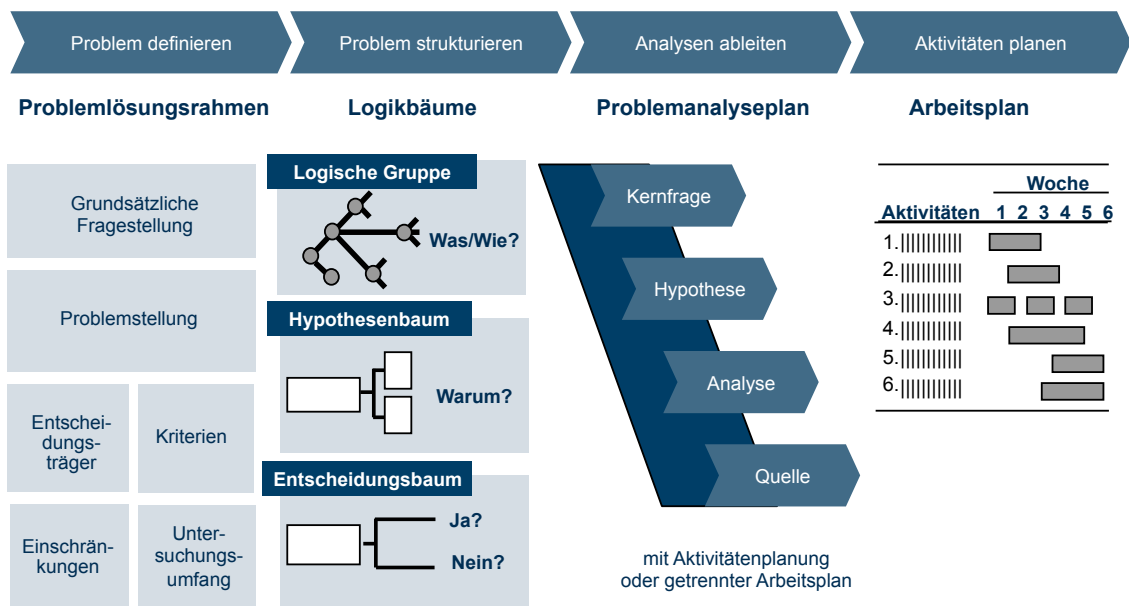 Problem definieren
Problem strukturieren
Analysen ableiten
Aktivitäten planen
Problemlösungsrahmen
Logikbäume
Problemanalyseplan
Arbeitsplan
Grundsätzliche
Fragestellung
Problemstellung
Entschei-
dungs-
träger
Kriterien
Einschrän-
kungen
Unter-
suchungs-
umfang
Logische Gruppe
Was/Wie?
Hypothesenbaum
Warum?
Entscheidungsbaum
Ja?
Nein?
Kernfrage
Hypothese
Analyse
Quelle
mit Aktivitätenplanung
oder getrennter Arbeitsplan
Woche
Aktivitäten 1 2 3 4 5 6
1.
2.
3.
4.
5.
6.